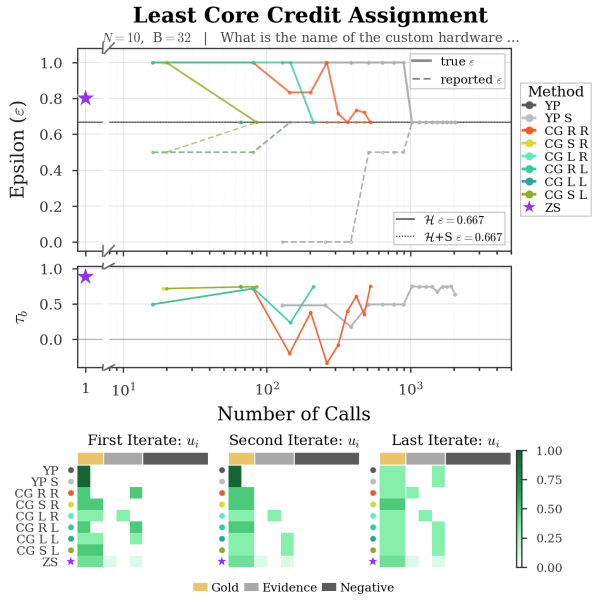 Least Core Credit Assignment
N = 10, B = 32 | What is the name of the custom hardware ...
Epsilon (ε)
1.0
0.8
0.6
0.4
0.2
0.0
true ε
reported ε
ℋ ε = 0.667
ℋ+S ε = 0.667
Method
YP
YP S
CG R R
CG S R
CG L R
CG R L
CG L L
CG S L
ZS
τb
1.0
0.5
0.0
1
10¹
10²
10³
Number of Calls
First Iterate: uᵢ
Second Iterate: uᵢ
Last Iterate: uᵢ
YP
YP S
CG R R
CG S R
CG L R
CG R L
CG L L
CG S L
ZS
1.00
0.75
0.50
0.25
0.00
Gold
Evidence
Negative